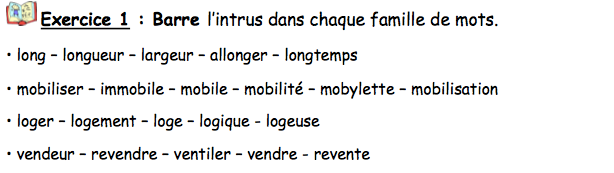 Exercice 1 : Barre l'intrus dans chaque famille de mots.
• long – longueur – largeur – allonger – longtemps
• mobiliser – immobile – mobile – mobilité – mobylette – mobilisation
• loger – logement – loge – logique - logeuse
• vendeur – revendre – ventiler – vendre - revente